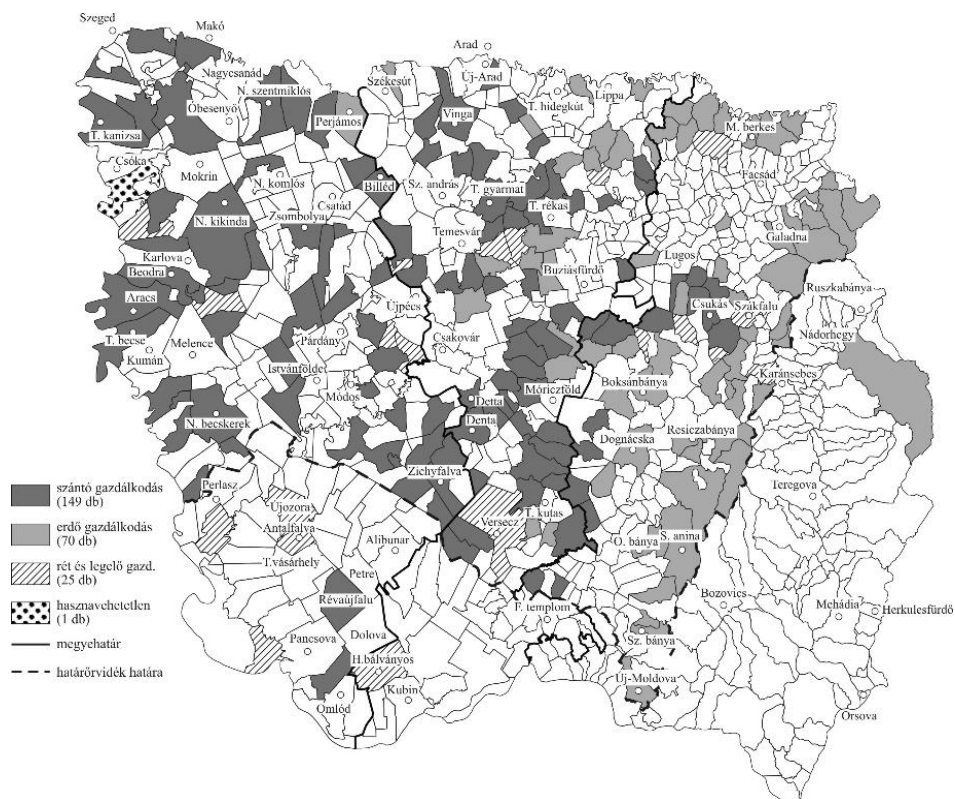 Szeged
Makó
Arad
Nagycsanád
Székesút
Új-Arad
N. szentmiklós
T. hidegkút
Lippa
Óbesenyő
Perjámos
Vinga
T. kanizsa
M. berkes
Csóka
Mokrin
N. komlós
Billéd
Sz. andrás
T. gyarmat
Facsád
Csatád
T. rékas
N. kikinda
Zsombolya
Temesvár
Galadna
Karlova
Lugos
Beodra
Buziásfürdő
Ruszkabánya
Aracs
Újpécs
Csukás
Szákfalu
T. becse
Párdány
Csakovár
Nádorhegy
Kumán
Melence
Istvánföldet
Boksánbánya
Karánsebes
Módos
Móriczföld
Detta
N. becskerek
Denta
Dognácska
Resiczabánya
Zichyfalva
Teregova
Perlasz
Újozora
Versecz
T. kutas
Antalfalva
Alibunar
O. bánya
S. anina
T.vásárhely
Petre
Révaújfalu
Bozovics
Mehádia
Herkulesfürdő
F. templom
Pancsova
Dolova
Sz. bánya
H.bálványos
Új-Moldova
Omlód
Kubin
Orsova
szántó gazdálkodás
(149 db)
erdő gazdálkodás
(70 db)
rét és legelő gazd.
(25 db)
hasznavehetetlen
(1 db)
megyehatár
határőrvidék határa